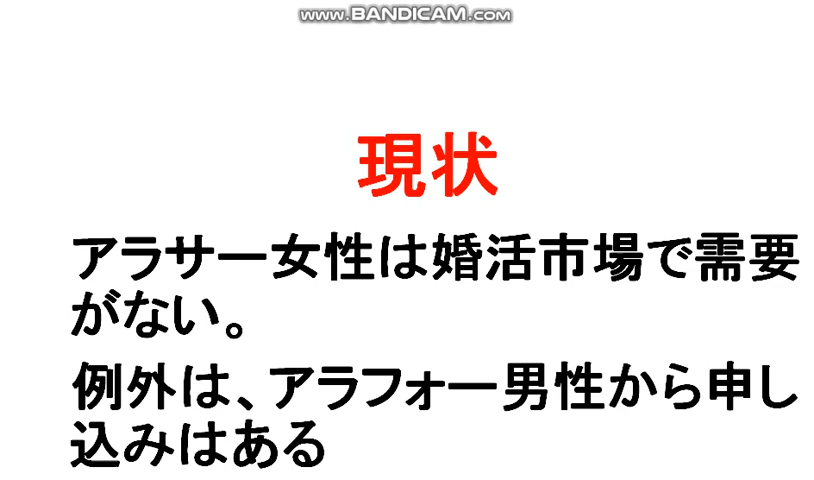 www.BANDICAM.com
現状
アラサー女性は婚活市場で需要
がない。
例外は、アラフォー男性から申し
込みはある